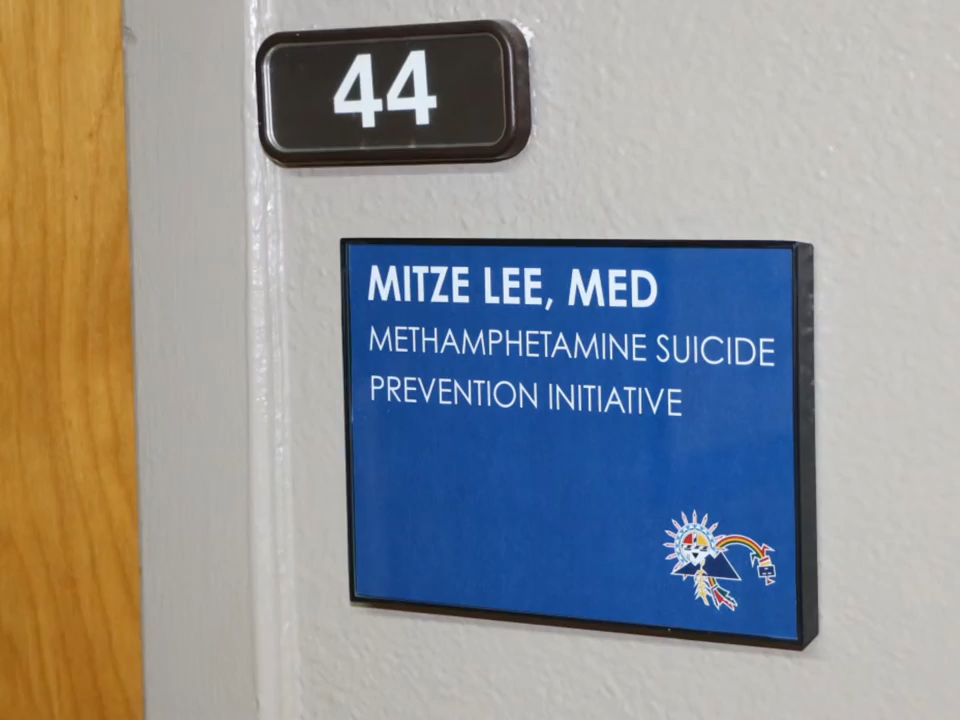 44
MITZE LEE, MED
METHAMPHETAMINE SUICIDE
PREVENTION INITIATIVE